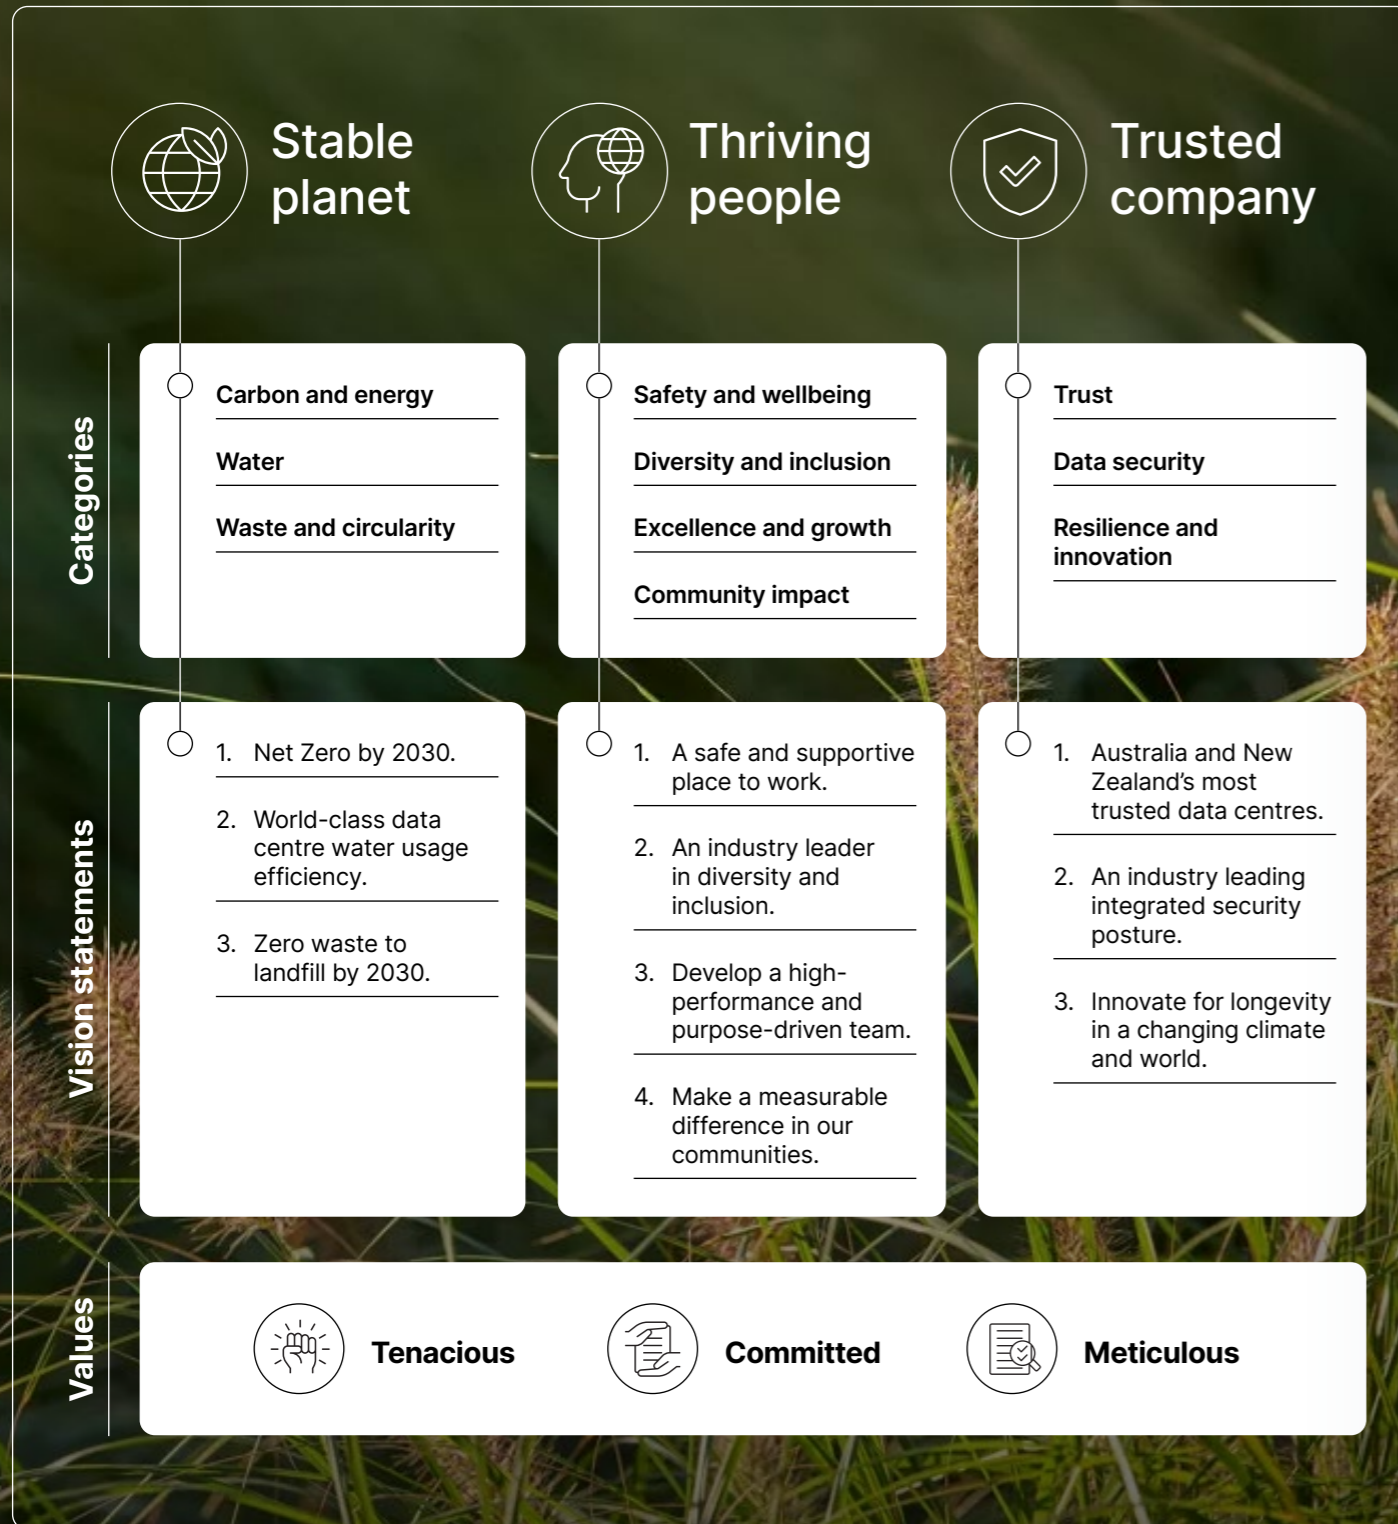 Stable
planet
Thriving
people
Trusted
company
Categories
Carbon and energy
Water
Waste and circularity
Safety and wellbeing
Diversity and inclusion
Excellence and growth
Community impact
Trust
Data security
Resilience and
innovation
Vision statements
1. Net Zero by 2030.
2. World-class data
centre water usage
efficiency.
3. Zero waste to
landfill by 2030.
1. A safe and supportive
place to work.
2. An industry leader
in diversity and
inclusion.
3. Develop a high-
performance and
purpose-driven team.
4. Make a measurable
difference in our
communities.
1. Australia and New
Zealand’s most
trusted data centres.
2. An industry leading
integrated security
posture.
3. Innovate for longevity
in a changing climate
and world.
Values
Tenacious
Committed
Meticulous